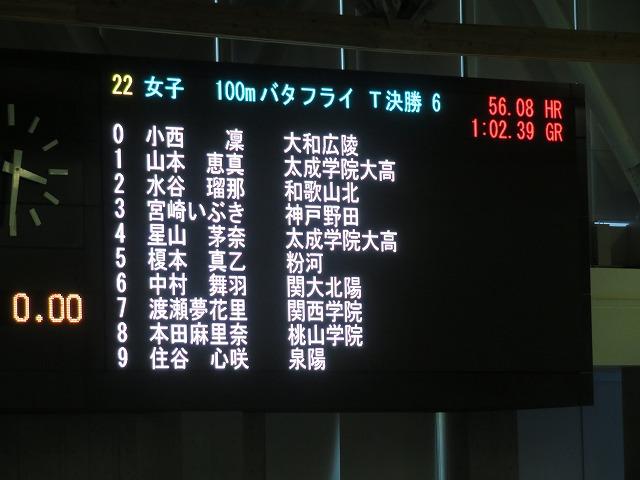 22 女子 100mバタフライ T決勝 6
56.08 HR
1:02.39 GR
0 小西 凜 大和広陵
1 山本 恵真 太成学院大高
2 水谷 瑠那 和歌山北
3 宮崎いぶき 神戸野田
4 星山 茅奈 太成学院大高
5 榎本 真乙 粉河
6 中村 舞羽 関大北陽
7 渡瀬夢花里 関西学院
8 本田麻里奈 桃山学院
9 住谷 心咲 泉陽
0.00